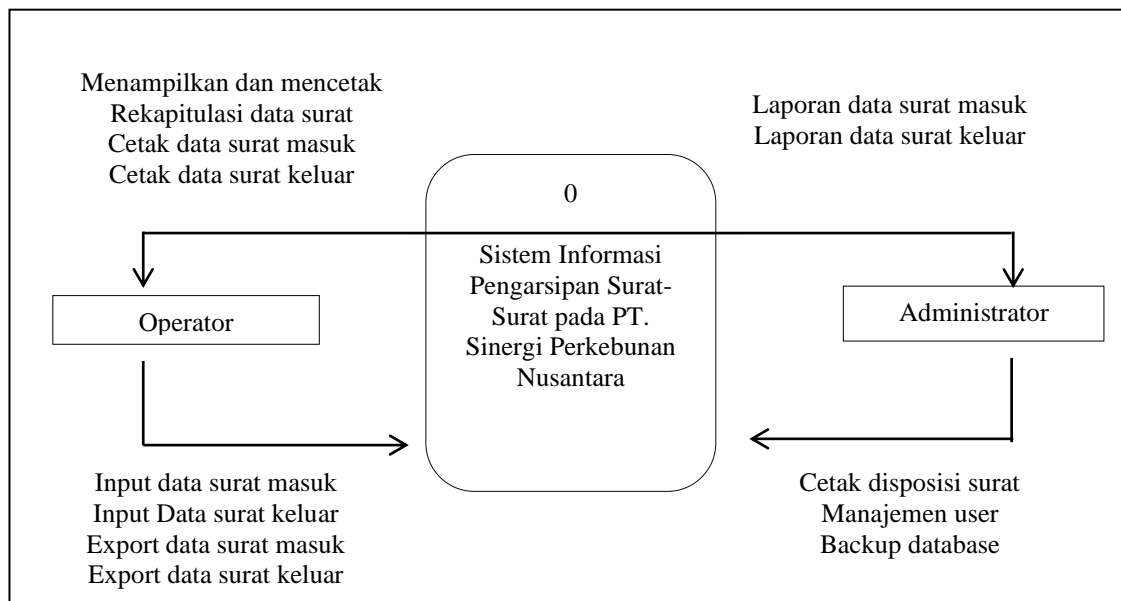 Menampilkan dan mencetak
Rekapitulasi data surat
Cetak data surat masuk
Cetak data surat keluar
Laporan data surat masuk
Laporan data surat keluar
0
Sistem Informasi
Pengarsipan Surat-
Surat pada PT.
Sinergi Perkebunan
Nusantara
Operator
Administrator
Input data surat masuk
Input Data surat keluar
Export data surat masuk
Export data surat keluar
Cetak disposisi surat
Manajemen user
Backup database